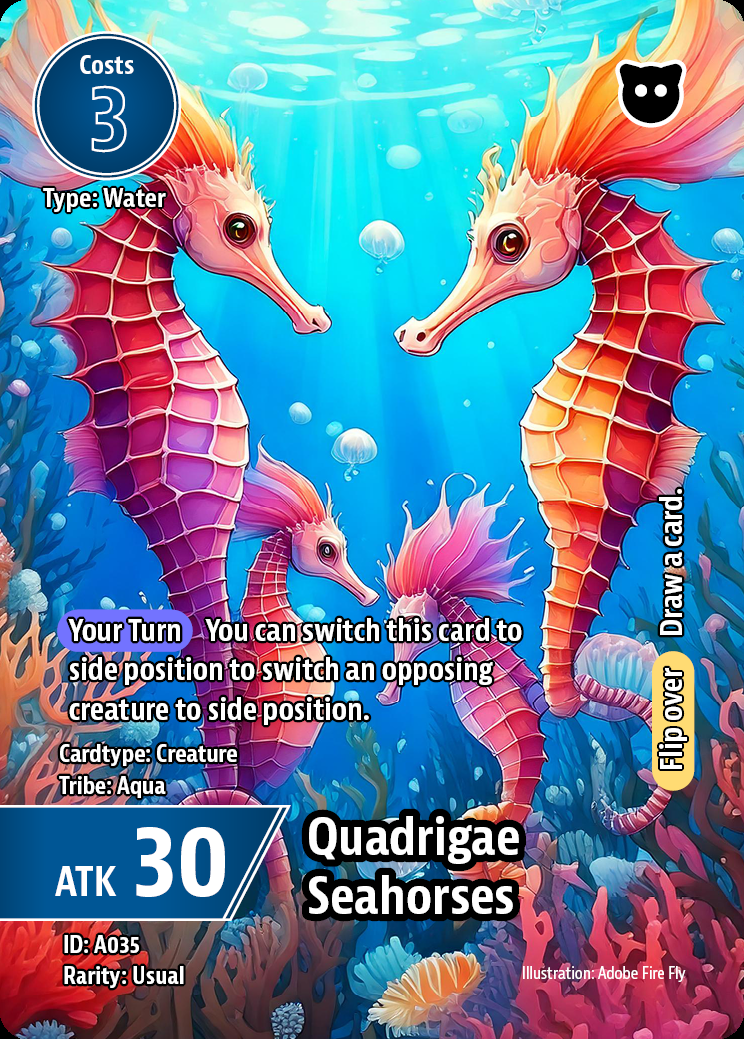 Costs
3
Type: Water
Your Turn You can switch this card to
side position to switch an opposing
creature to side position.
Flip over Draw a card.
Cardtype: Creature
Tribe: Aqua
ATK 30
Quadrigae
Seahorses
ID: A035
Rarity: Usual
Illustration: Adobe Fire Fly